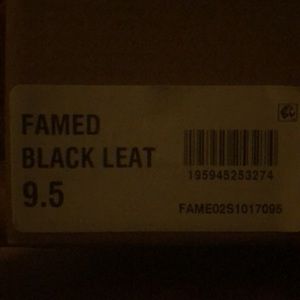 FAMED
BLACK LEAT
9.5
195945253274
FAME02S1017095